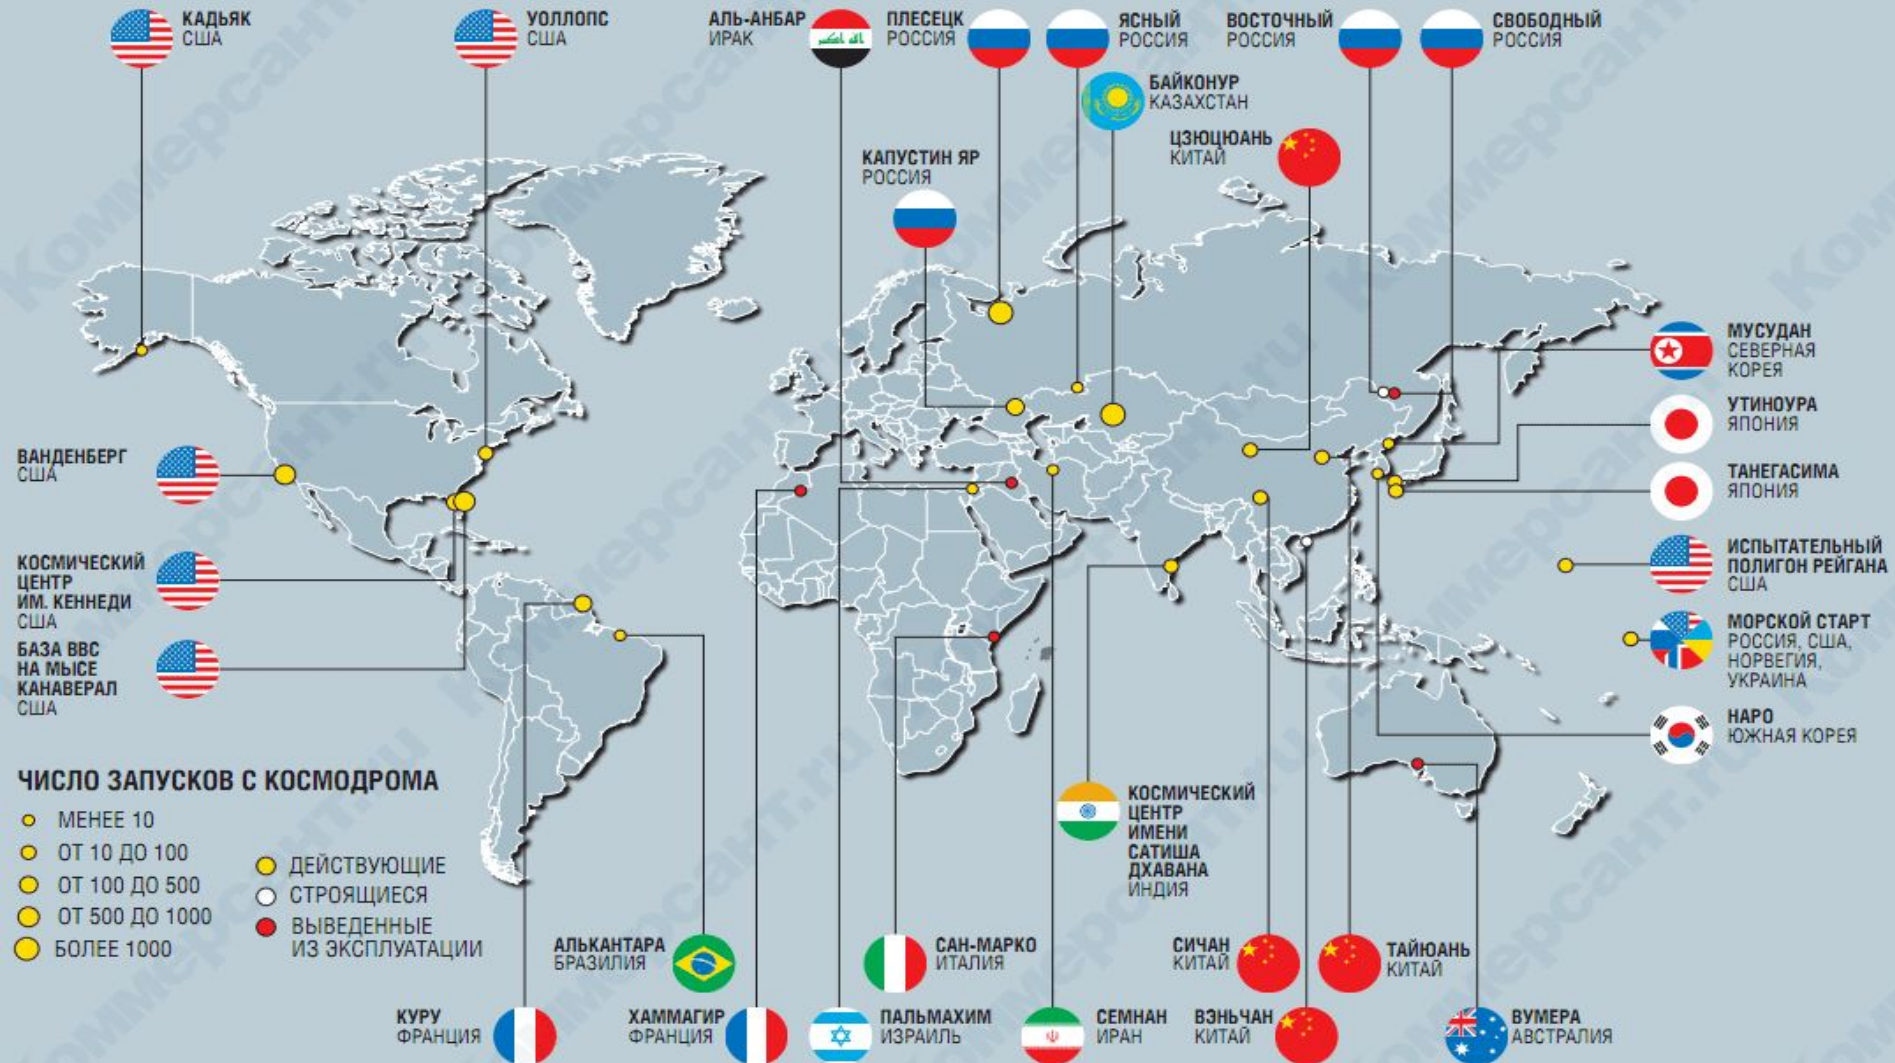 КАДЬЯК
США
УОЛЛОПС
США
АЛЬ-АНБАР
ИРАК
ПЛЕСЕЦК
РОССИЯ
ЯСНЫЙ
РОССИЯ
ВОСТОЧНЫЙ
РОССИЯ
СВОБОДНЫЙ
РОССИЯ
БАЙКОНУР
КАЗАХСТАН
ЦЗЮЦЮАНЬ
КИТАЙ
КАПУСТИН ЯР
РОССИЯ
МУСУДАН
СЕВЕРНАЯ
КОРЕЯ
УТИНОУРА
ЯПОНИЯ
ТАНЕГАСИМА
ЯПОНИЯ
ИСПЫТАТЕЛЬНЫЙ
ПОЛИГОН РЕЙГАНА
США
МОРСКОЙ СТАРТ
РОССИЯ, США,
НОРВЕГИЯ,
УКРАИНА
НАРО
ЮЖНАЯ КОРЕЯ
ВАНДЕНБЕРГ
США
КОСМИЧЕСКИЙ
ЦЕНТР
ИМ. КЕННЕДИ
США
БАЗА ВВС
НА МЫСЕ
КАНАВЕРАЛ
США
ЧИСЛО ЗАПУСКОВ С КОСМОДРОМА
МЕНЕЕ 10
ОТ 10 ДО 100
ОТ 100 ДО 500
ОТ 500 ДО 1000
БОЛЕЕ 1000
ДЕЙСТВУЮЩИЕ
СТРОЯЩИЕСЯ
ВЫВЕДЕННЫЕ
ИЗ ЭКСПЛУАТАЦИИ
КОСМИЧЕСКИЙ
ЦЕНТР
ИМЕНИ
САТИША
ДХАВАНА
ИНДИЯ
АЛЬКАНТАРА
БРАЗИЛИЯ
САН-МАРКО
ИТАЛИЯ
СИЧАН
КИТАЙ
ТАЙЮАНЬ
КИТАЙ
КУРУ
ФРАНЦИЯ
ХАММАГИР
ФРАНЦИЯ
ПАЛЬМАХИМ
ИЗРАИЛЬ
СЕМНАН
ИРАН
ВЭНЬЧАН
КИТАЙ
ВУМЕРА
АВСТРАЛИЯ
Коммерсантъ.ru